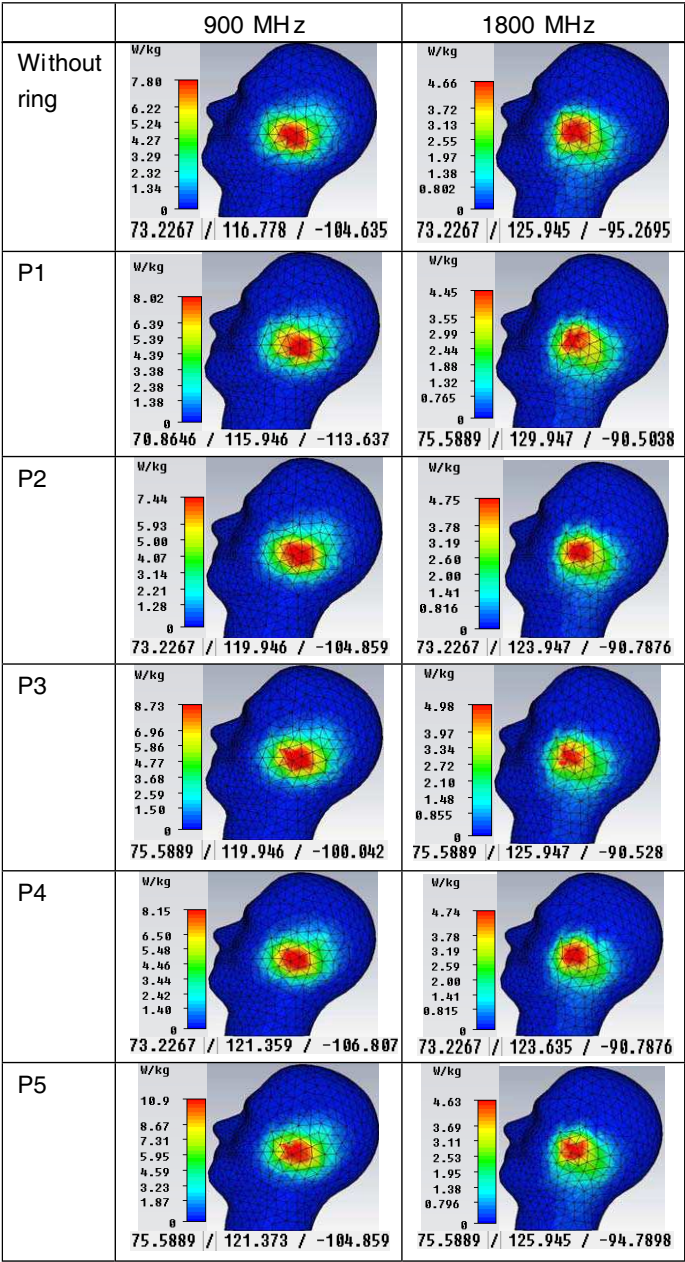 900 MHz
1800 MHz
Without
ring
W/kg
7.80
6.22
5.24
4.27
3.29
2.32
1.34
0
73.2267 / 116.778 / -104.635
W/kg
4.66
3.72
3.13
2.55
1.97
1.38
0.802
0
73.2267 / 125.945 / -95.2695
P1
W/kg
8.02
6.39
5.39
4.39
3.38
2.38
1.38
0
70.8646 / 115.946 / -113.637
W/kg
4.45
3.55
2.99
2.44
1.88
1.32
0.765
0
75.5889 / 129.947 / -90.5038
P2
W/kg
7.44
5.93
5.00
4.07
3.14
2.21
1.28
0
73.2267 / 119.946 / -104.859
W/kg
4.75
3.78
3.19
2.60
2.00
1.41
0.816
0
73.2267 / 123.947 / -90.7876
P3
W/kg
8.73
6.96
5.86
4.77
3.68
2.59
1.50
0
75.5889 / 119.946 / -100.042
W/kg
4.98
3.97
3.34
2.72
2.10
1.48
0.855
0
75.5889 / 125.947 / -90.528
P4
W/kg
8.15
6.50
5.48
4.46
3.44
2.42
1.40
0
73.2267 / 121.359 / -106.807
W/kg
4.74
3.78
3.19
2.59
2.00
1.41
0.815
0
73.2267 / 123.635 / -90.7876
P5
W/kg
10.9
8.67
7.31
5.95
4.59
3.23
1.87
0
75.5889 / 121.373 / -104.859
W/kg
4.63
3.69
3.11
2.53
1.95
1.38
0.796
0
75.5889 / 125.945 / -94.7898